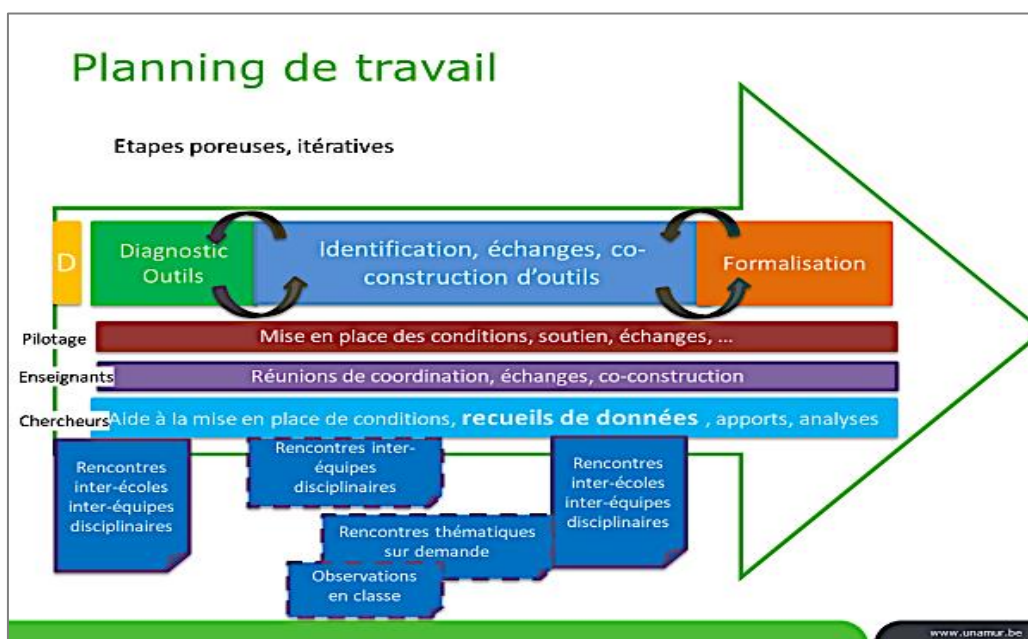 Planning de travail
Etapes poreuses, itératives
D
Diagnostic
Outils
Identification, échanges, co-
construction d'outils
Formalisation
Pilotage
Mise en place des conditions, soutien, échanges, ...
Enseignants
Réunions de coordination, échanges, co-construction
Chercheurs
Aide à la mise en place de conditions, recueils de données , apports, analyses
Rencontres
inter-écoles
inter-équipes
disciplinaires
Rencontres inter-
équipes
disciplinaires
Rencontres
inter-écoles
inter-équipes
disciplinaires
Rencontres thématiques
sur demande
Observations
en classe
www.unamur.be